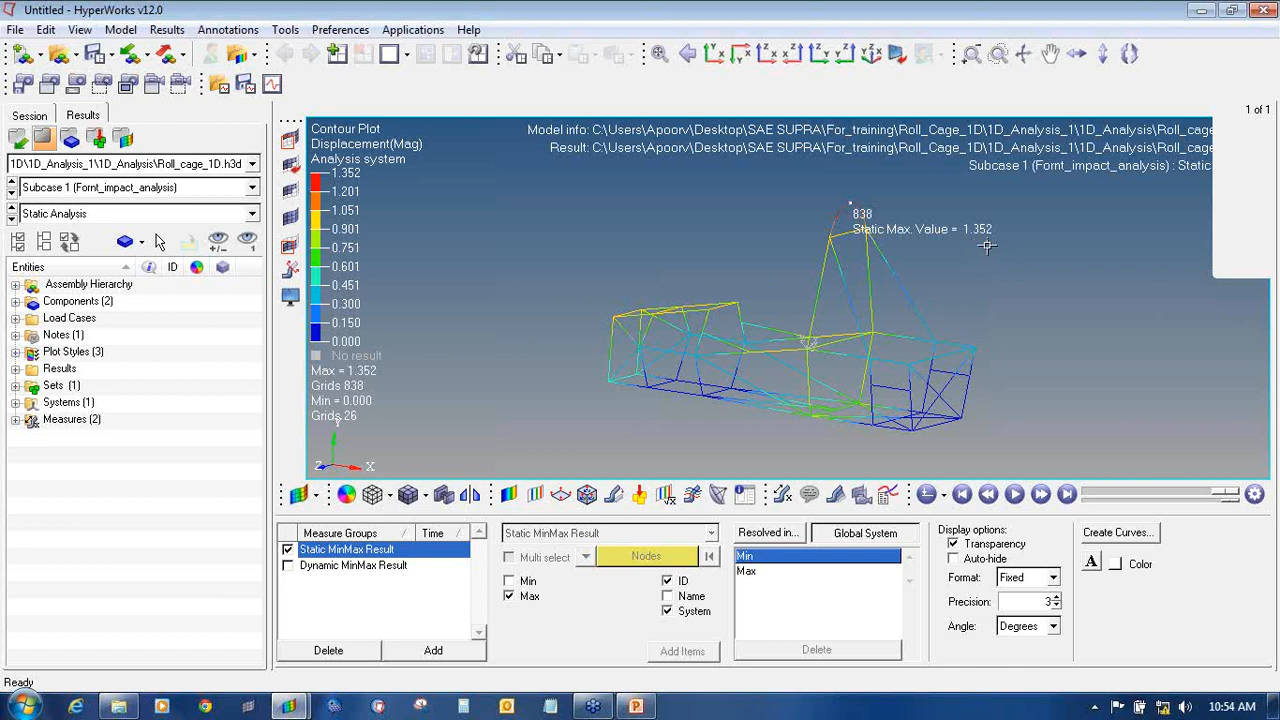 Untitled - HyperWorks v12.0
File Edit View Model Results Annotations Tools Preferences Applications Help
Session Results
1 of 1
1D\1D_Analysis_1\1D_Analysis\Roll_cage_1D.h3d
Subcase 1 (Fornt_impact_analysis)
Static Analysis
Entities ID
Assembly Hierarchy
Components (2)
Load Cases
Notes (1)
Plot Styles (3)
Results
Sets (1)
Systems (1)
Measures (2)
Contour Plot
Displacement(Mag)
Analysis system
1.352
1.201
1.051
0.901
0.751
0.601
0.451
0.300
0.150
0.000
No result
Max = 1.352
Grids 838
Min = 0.000
Grids 26
Y
Z X
Model info: C:\Users\Apoorv\Desktop\SAE SUPRA\For_training\Roll_Cage_1D\1D_Analysis_1\1D_Analysis\Roll_cag
Result: C:\Users\Apoorv\Desktop\SAE SUPRA\For_training\Roll_Cage_1D\1D_Analysis_1\1D_Analysis\Roll_cag
Subcase 1 (Fornt_impact_analysis) : Static
838
Static Max. Value = 1.352
Measure Groups Time
Static MinMax Result
Dynamic MinMax Result
Delete Add
Static MinMax Result
Multi select Nodes
Min ID
Max Name
System
Add Items
Resolved in... Global System
Min
Max
Delete
Display options:
Transparency
Auto-hide
Format: Fixed
Precision: 3
Angle: Degrees
Create Curves...
A Color
Ready
10:54 AM